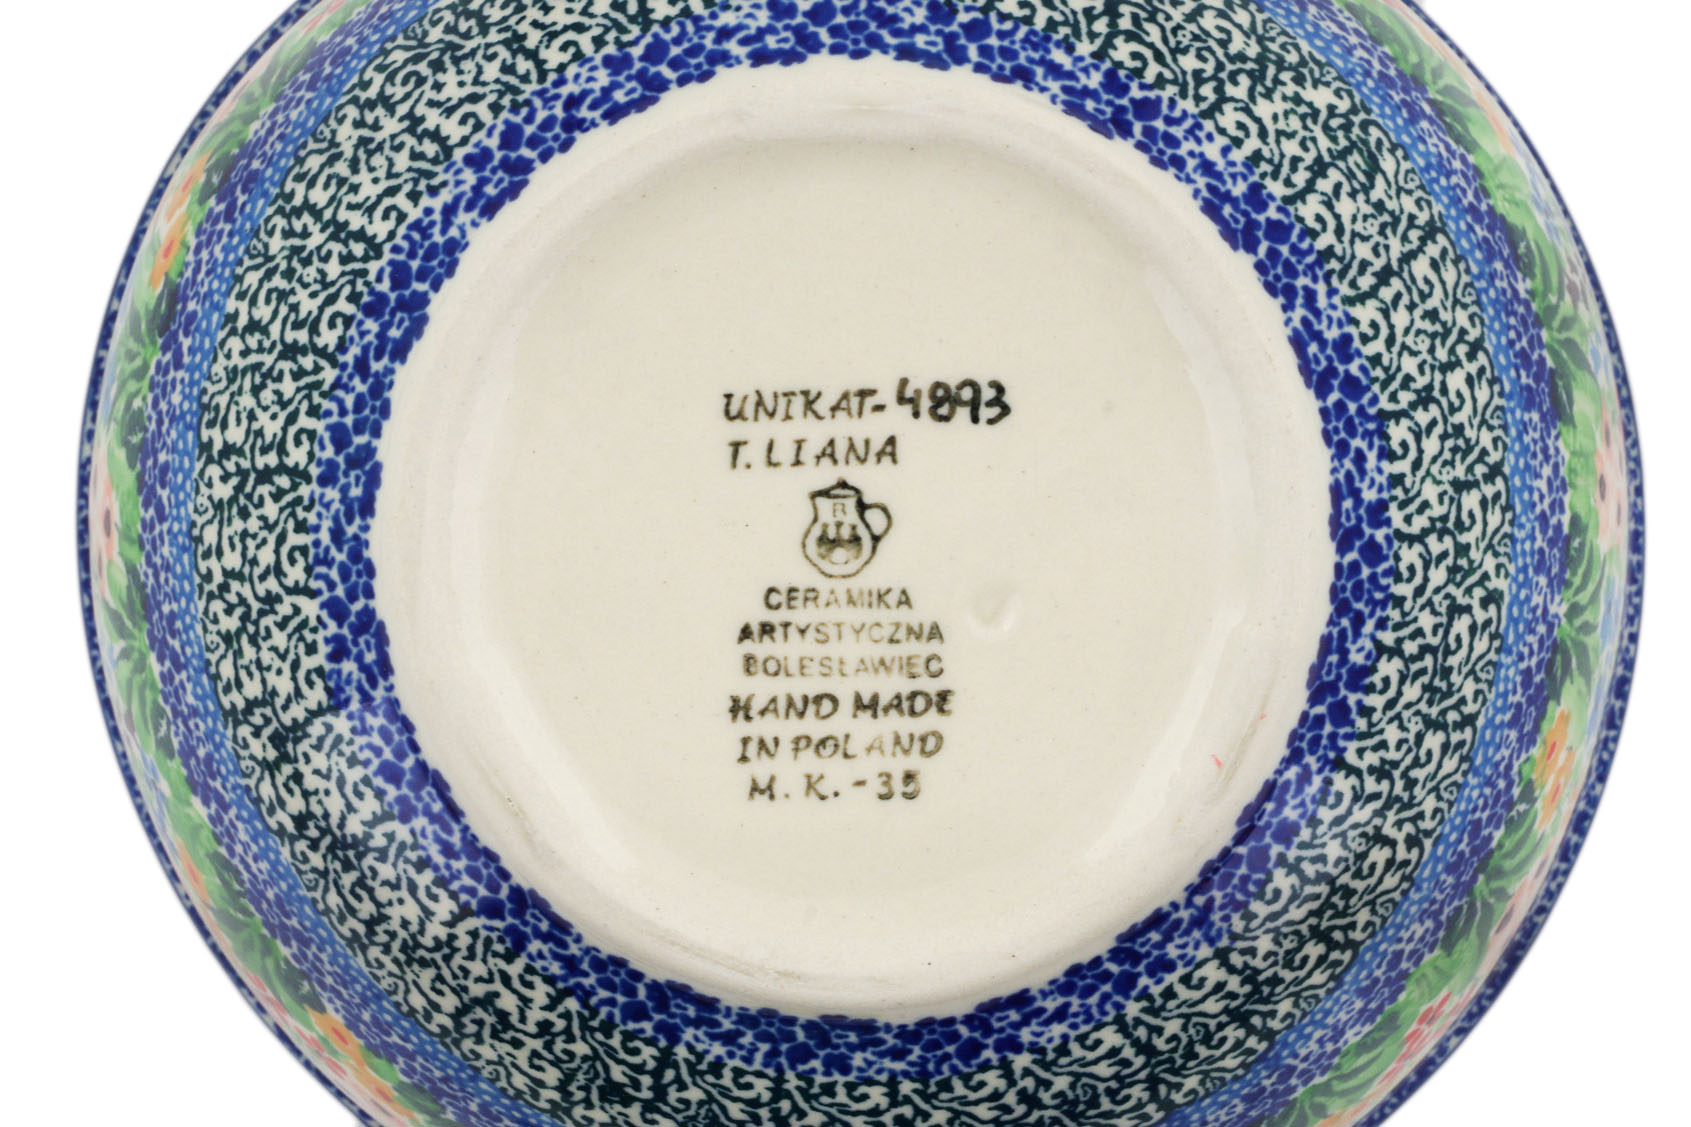 UNIKAT-4893
T. LIANA
B
CERAMIKA
ARTYSTYCZNA
BOLESŁAWIEC
HAND MADE
IN POLAND
M. K. -35